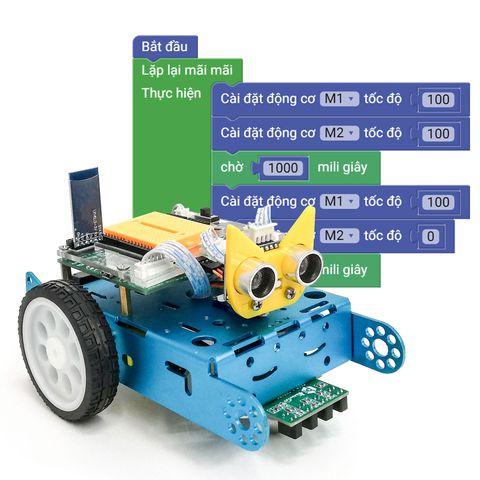 Bắt đầu
Lặp lại mãi mãi
Thực hiện
Cài đặt động cơ M1 tốc độ 100
Cài đặt động cơ M2 tốc độ 100
chờ 1000 mili giây
Cài đặt động cơ M1 tốc độ 100
M2 tốc độ 0
mili giây